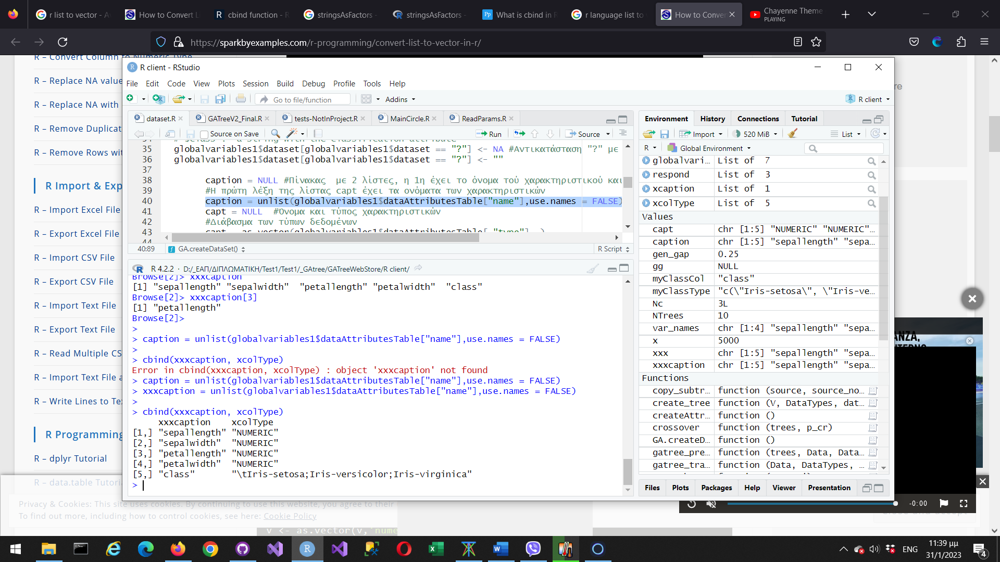 r list to vector - A
How to Convert L
cbind function - R
stringsAsFactors -
stringsAsFactors -
What is cbind in R
r language list to
How to Conver
Chayenne Theme
PLAYING
https://sparkbyexamples.com/r-programming/convert-list-to-vector-in-r/
R – Convert Column to Numeric Type
R – Replace NA value
R – Replace NA with
R – Remove Duplicat
R – Remove Rows wit
R Import & Exp
R – Import Excel File
R – Export Excel File
R – Import CSV File
R – Export CSV File
R – Import Text File
R – Export Text File
R – Read Multiple CS
R – Import Text File a
R – Write Lines to Te
R Programming
R – dplyr Tutorial
R – data.table Tutoria
R client - RStudio
File Edit Code View Plots Session Build Debug Profile Tools Help
Go to file/function
Addins
R client
dataset.R
GATreeV2_Final.R
tests-NotInProject.R
MainCircle.R
ReadParams.R
Source on Save
Run
Source
35 globalvariables1$dataset[globalvariables1$dataset == "?"] <- NA #Αντικατάσταση "?" με
36 globalvariables1$dataset[globalvariables1$dataset == "?"] <- ""
37
38 caption = NULL #Πίνακας με 2 λίστες, η 1η έχει το όνομα τού χαρακτηριστικού και
39 #Η πρώτη λέξη της λίστας capt έχει τα ονόματα των χαρακτηριστικών
40 caption = unlist(globalvariables1$dataAttributesTable["name"],use.names = FALSE)
41 capt = NULL #Όνομα και τύπος χαρακτηριστικών
42 #Διάβασμα των τύπων δεδομένων
43 capt = as.vector(globalvariables1$dataAttributesTable[,"type"] )
44
40:89 GA.createDataSet() R Script
R 4.2.2 · D:/_ΕΑΠ/ΔΙΠΛΩΜΑΤΙΚΗ/Test1/Test1/_GAtree/GATreeWebStore/R client/
Browse[2]> xxxcaption
[1] "sepallength" "sepalwidth"  "petallength" "petalwidth"  "class"
Browse[2]> xxxcaption[3]
[1] "petallength"
Browse[2]>
>
> caption = unlist(globalvariables1$dataAttributesTable["name"],use.names = FALSE)
>
> cbind(xxxcaption, xcolType)
Error in cbind(xxxcaption, xcolType) : object 'xxxcaption' not found
> caption = unlist(globalvariables1$dataAttributesTable["name"],use.names = FALSE)
> xxxcaption = unlist(globalvariables1$dataAttributesTable["name"],use.names = FALSE)
>
> cbind(xxxcaption, xcolType)
xxxcaption    xcolType
[1,] "sepallength" "NUMERIC"
[2,] "sepalwidth"  "NUMERIC"
[3,] "petallength" "NUMERIC"
[4,] "petalwidth"  "NUMERIC"
[5,] "class"       "\tIris-setosa;Iris-versicolor;Iris-virginica"
>
Environment History Connections Tutorial
Import 520 MiB List
R Global Environment
globalvari… List of 7
respond List of 3
xcaption List of 1
xcolType List of 5
Values
capt chr [1:5] "NUMERIC" "NUMERIC"…
caption chr [1:5] "sepallength" "sepa…
gen_gap 0.25
gg NULL
myClassCol "class"
myClassType "c(\"Iris-setosa\", \"Iris-ve…
Nc 3L
NTrees 10
var_names chr [1:4] "sepallength" "sepa…
x 5000
xxx chr [1:5] "sepallength" "sepa…
xxxcaption chr [1:5] "sepallength" "sepa…
Functions
copy_subtr… function (source, source_no…
create_tree function (V, DataTypes, dat…
createAttr… function ()
crossover function (trees, p_cr)
GA.createD… function ()
gatree_pre… function (trees, Data, Data…
gatree_tra… function (Data, DataTypes, …
Files Plots Packages Help Viewer Presentation
re
ANZA,
-0:00
Privacy & Cookies: This site uses cookies. By continuing to use this website, you agree to their
To find out more, including how to control cookies, see here: Cookie Policy
Close and accept
v <- as.vector(v,'nume
ENG
11:39 μμ
31/1/2023
4